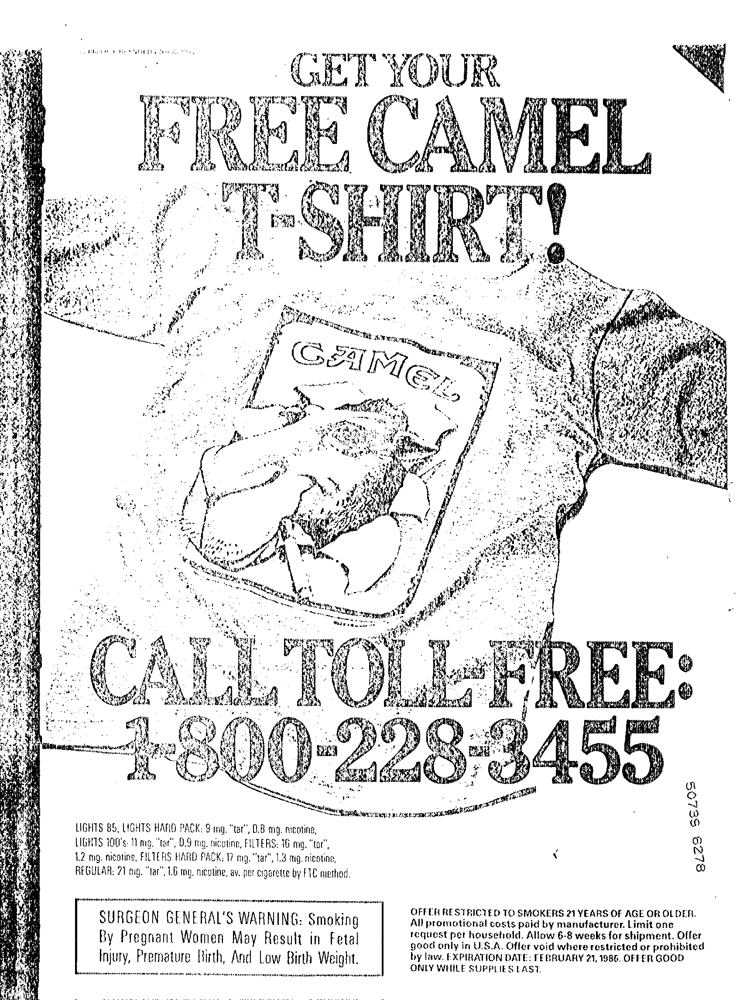 GET YOUR
FREE CAMEL
T-SHIRT!
CAMEL
CALL TOLL-FREE:
1-800-228-3455
50739 6278
LIGHTS 85, LIGHTS HARD PACK: 9 mg. "tar", 0.8 mg. nicotine,
LIGHTS 100's: 11 mg. "tar", 0.9 mg. nicotine, FILTERS: 16 mg. "tar",
1.2 mg. nicotine, FILTERS HARD PACK: 17 mg. "tar", 1.3 mg. nicotine,
REGULAR: 21 mg. "tar", 1.6 mg. nicotine, av. per cigarette by FTC method.
SURGEON GENERAL'S WARNING: Smoking
By Pregnant Women May Result in Fetal
Injury, Premature Birth, And Low Birth Weight.
OFFER RESTRICTED TO SMOKERS 21 YEARS OF AGE OR OLDER.
All promotional costs paid by manufacturer. Limit one
request per household. Allow 6-8 weeks for shipment. Offer
good only in U.S.A. Offer void where restricted or prohibited
by law. EXPIRATION DATE: FEBRUARY 21, 1986. OFFER GOOD
ONLY WHILE SUPPLIES LAST.